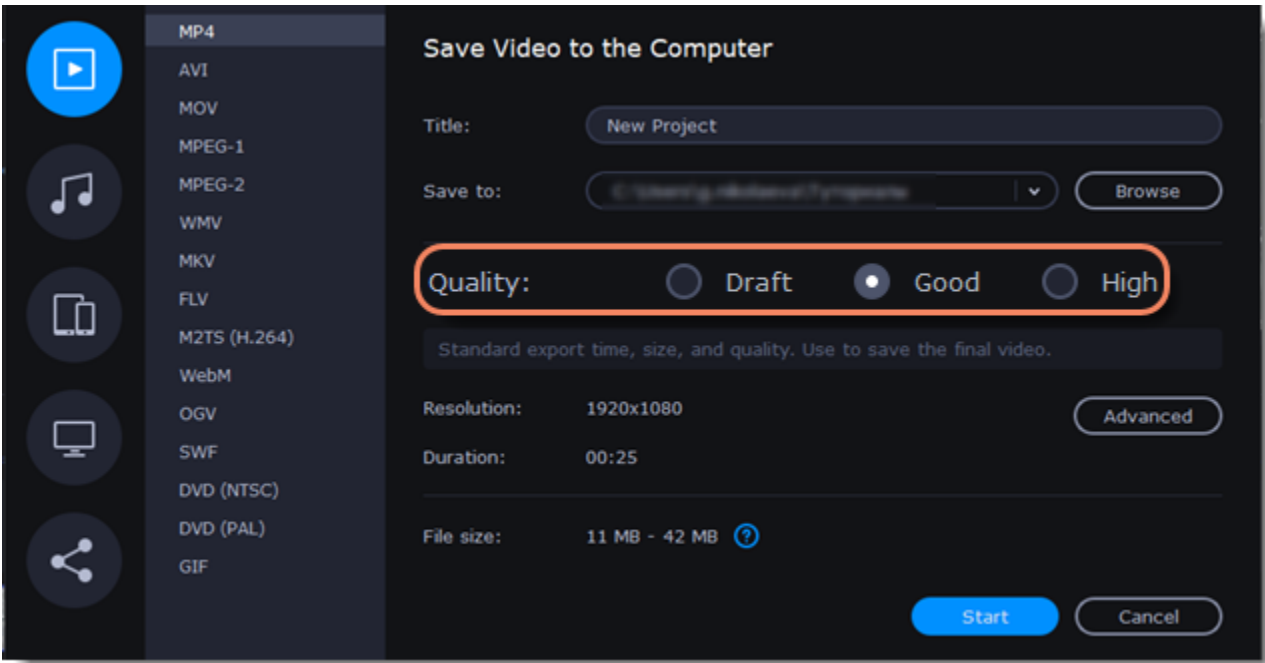 MP4
AVI
MOV
MPEG-1
MPEG-2
WMV
MKV
FLV
M2TS (H.264)
WebM
OGV
SWF
DVD (NTSC)
DVD (PAL)
GIF
Save Video to the Computer
Title: New Project
Save to: Browse
Quality: Draft Good High
Standard export time, size, and quality. Use to save the final video.
Resolution: 1920x1080 Advanced
Duration: 00:25
File size: 11 MB - 42 MB ?
Start Cancel